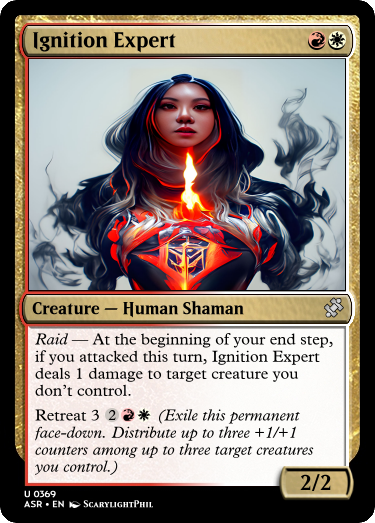 Ignition Expert
Creature — Human Shaman
Raid — At the beginning of your end step,
if you attacked this turn, Ignition Expert
deals 1 damage to target creature you
don't control.
Retreat 3 2 (Exile this permanent
face-down. Distribute up to three +1/+1
counters among up to three target creatures
you control.)
2/2
U 0369
ASR • EN ScarylightPhil